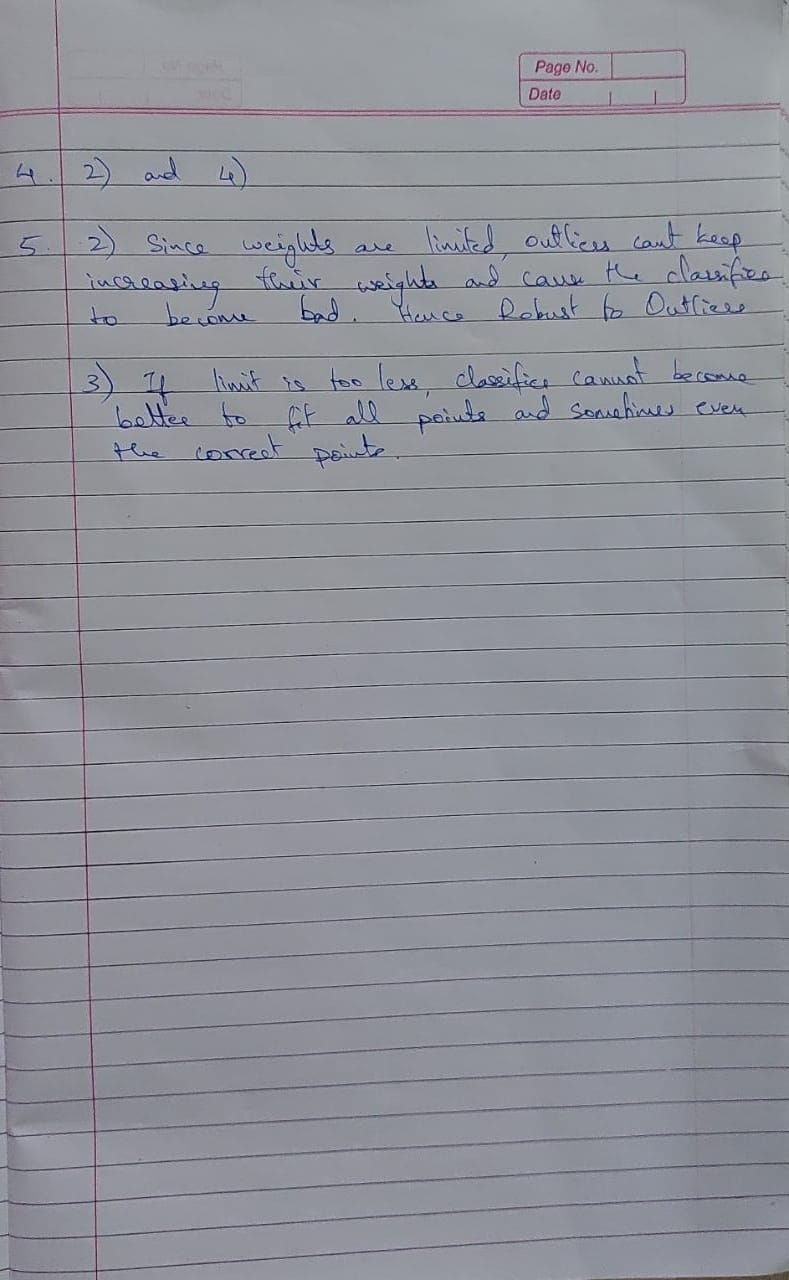 Page No.
Date
4. 2) and 4)
5. 2) Since weights are limited, outliers cant keep
increasing their weights and cause the classifier
to become bad. Hence Robust to Outliers
3) If limit is too less, classifier cannot become
better to fit all points and sometimes even
the correct points.